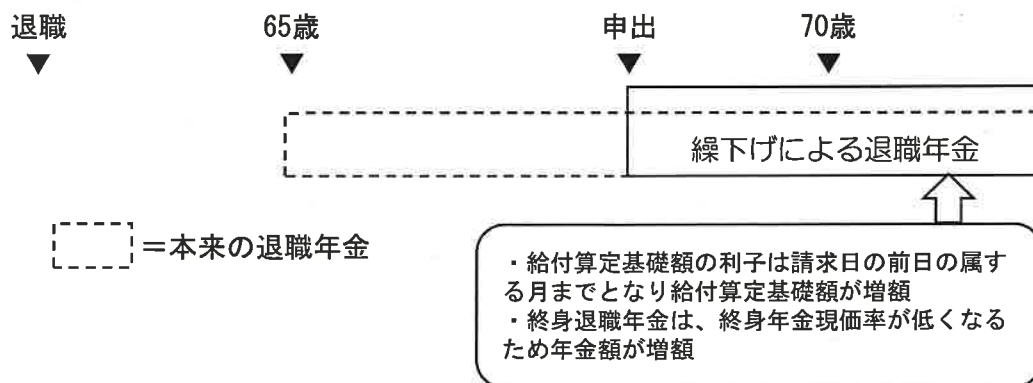 退職 65歳 申出 70歳
▼ ▼ ▼ ▼
繰下げによる退職年金
＝本来の退職年金
・給付算定基礎額の利子は請求日の前日の属す
る月までとなり給付算定基礎額が増額
・終身退職年金は、終身年金現価率が低くなる
ため年金額が増額